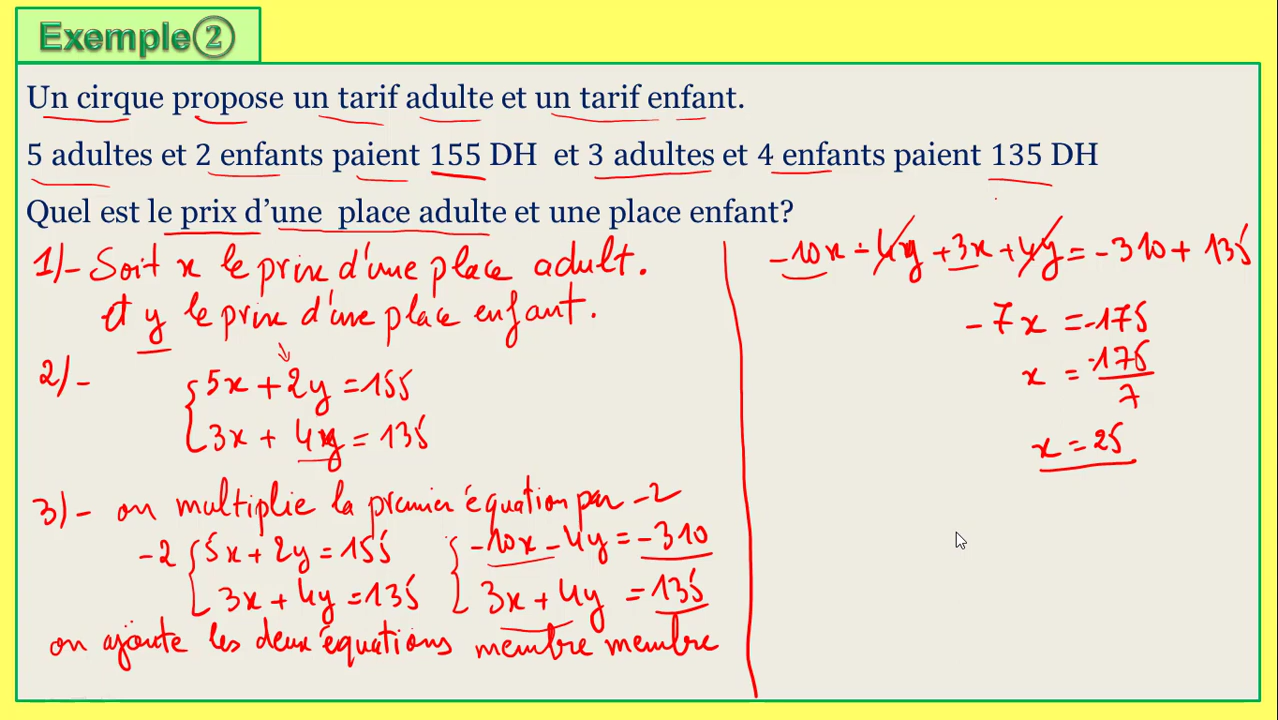 Exemple②
Un cirque propose un tarif adulte et un tarif enfant.
5 adultes et 2 enfants paient 155 DH et 3 adultes et 4 enfants paient 135 DH
Quel est le prix d’une place adulte et une place enfant?
1)- Soit x le prix d'une place adult.
et y le prix d'une place enfant.
2)-
5x + 2y = 155
3x + 4y = 135
3)- on multiplie la premier équation par -2
-2 { 5x + 2y = 155
3x + 4y = 135
{ -10x - 4y = -310
3x + 4y = 135
on ajoute les deux équations membre membre
-10x - 4y + 3x + 4y = -310 + 135
-7x = -175
x = -175/7
x = 25